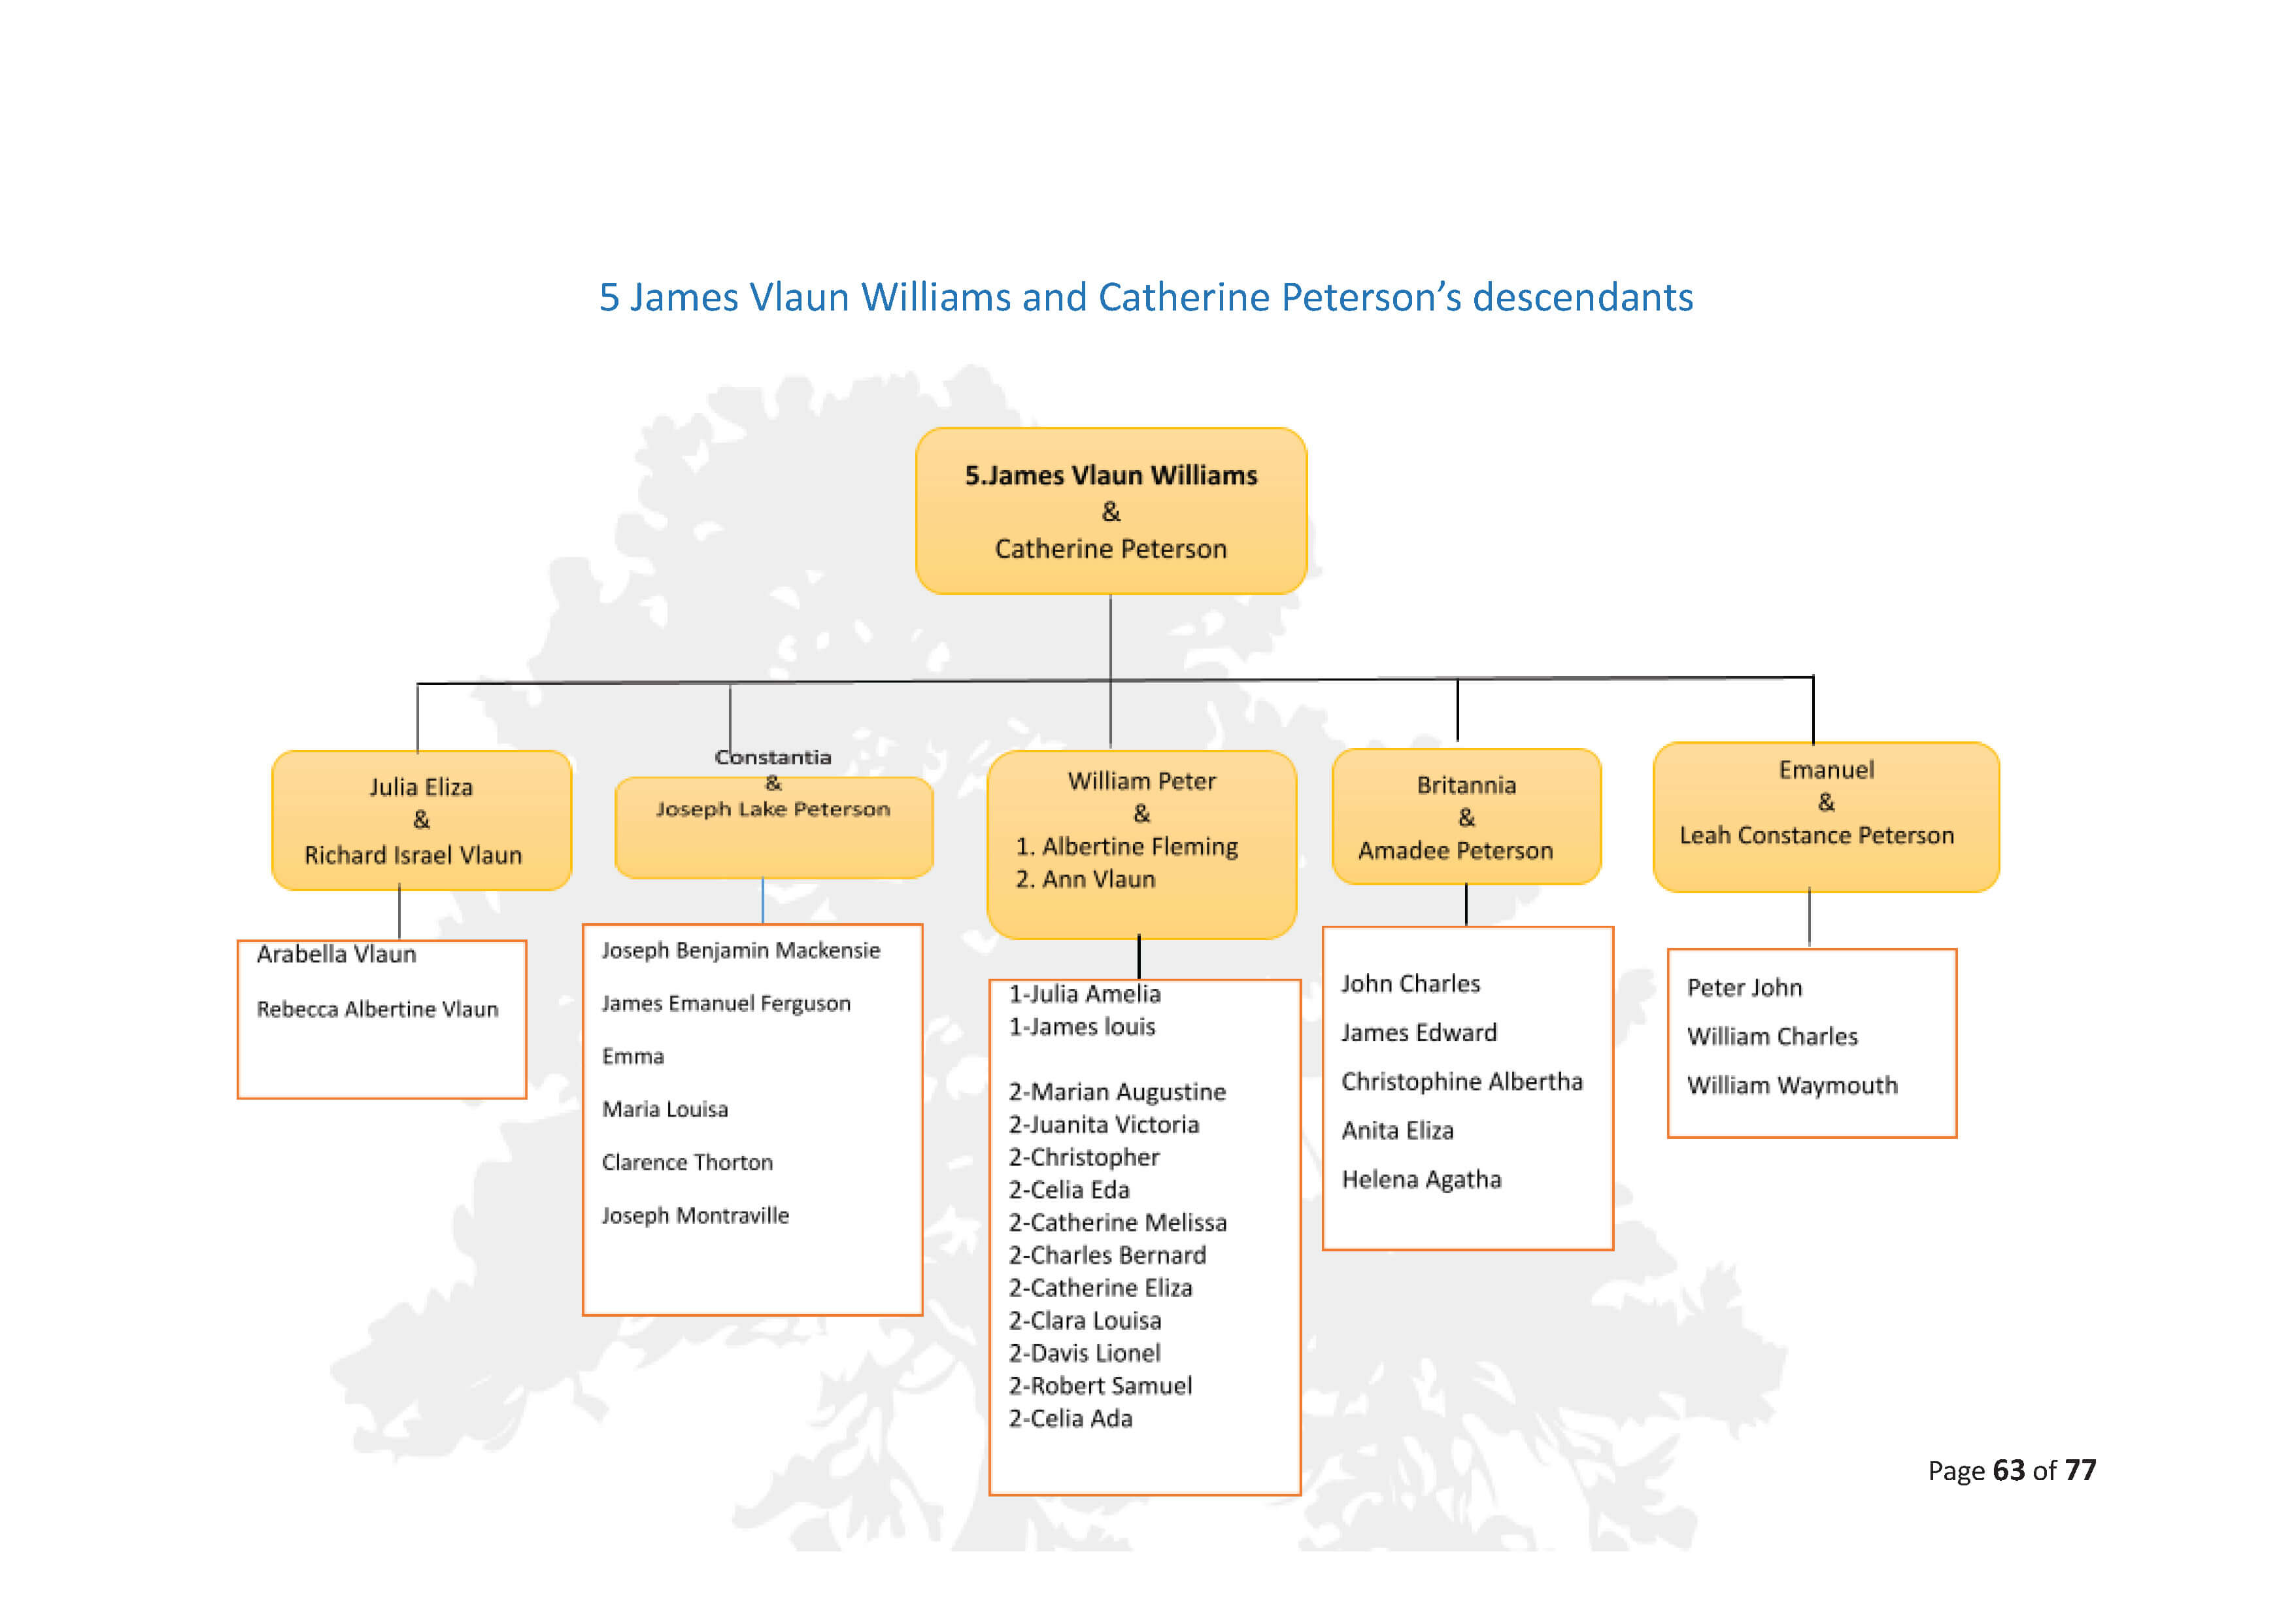 5 James Vlaun Williams and Catherine Peterson’s descendants
5.James Vlaun Williams
&
Catherine Peterson
Julia Eliza
&
Richard Israel Vlaun
Constantia
&
Joseph Lake Peterson
William Peter
&
1. Albertine Fleming
2. Ann Vlaun
Britannia
&
Amadee Peterson
Emanuel
&
Leah Constance Peterson
Arabella Vlaun
Rebecca Albertine Vlaun
Joseph Benjamin Mackensie
James Emanuel Ferguson
Emma
Maria Louisa
Clarence Thorton
Joseph Montraville
1-Julia Amelia
1-James louis
2-Marian Augustine
2-Juanita Victoria
2-Christopher
2-Celia Eda
2-Catherine Melissa
2-Charles Bernard
2-Catherine Eliza
2-Clara Louisa
2-Davis Lionel
2-Robert Samuel
2-Celia Ada
John Charles
James Edward
Christophine Albertha
Anita Eliza
Helena Agatha
Peter John
William Charles
William Waymouth
Page 63 of 77